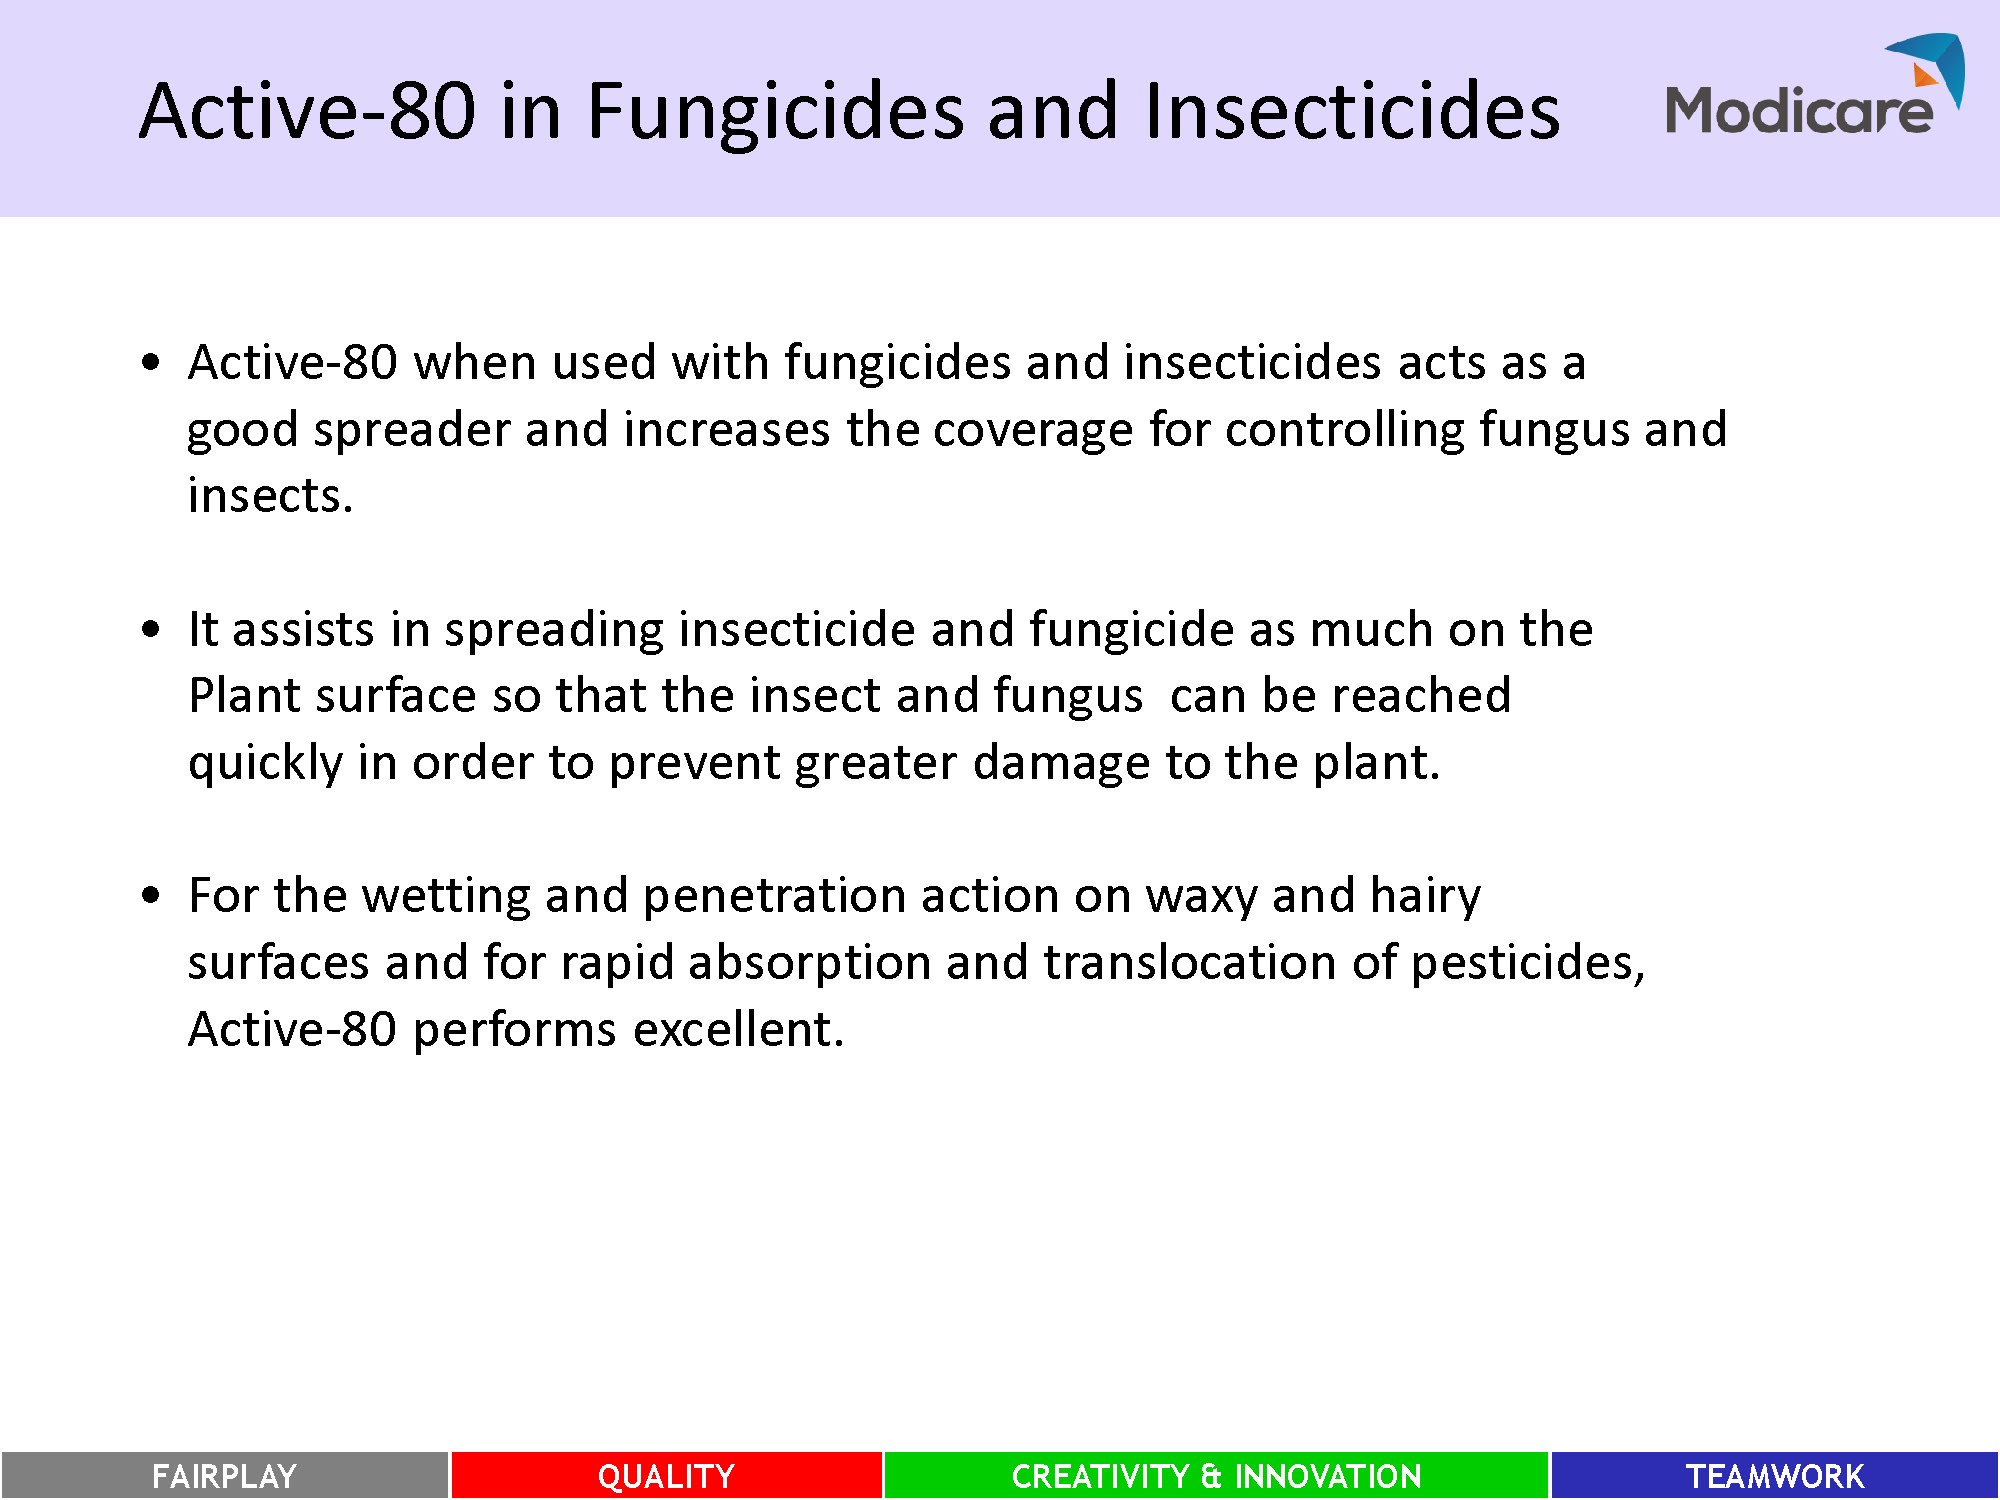 Active-80 in Fungicides and Insecticides
Modicare
• Active-80 when used with fungicides and insecticides acts as a
good spreader and increases the coverage for controlling fungus and
insects.
• It assists in spreading insecticide and fungicide as much on the
Plant surface so that the insect and fungus can be reached
quickly in order to prevent greater damage to the plant.
• For the wetting and penetration action on waxy and hairy
surfaces and for rapid absorption and translocation of pesticides,
Active-80 performs excellent.
FAIRPLAY
QUALITY
CREATIVITY & INNOVATION
TEAMWORK